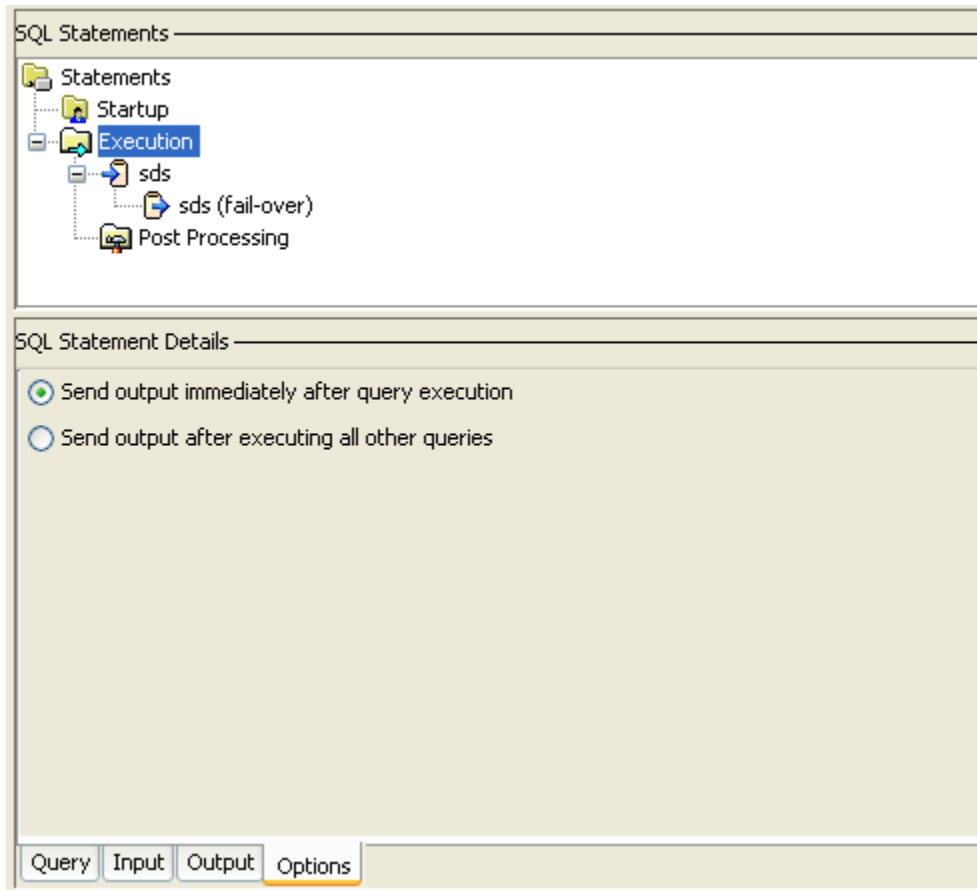 SQL Statements
Statements
Startup
Execution
sds
sds (fail-over)
Post Processing
SQL Statement Details
Send output immediately after query execution
Send output after executing all other queries
Query Input Output Options